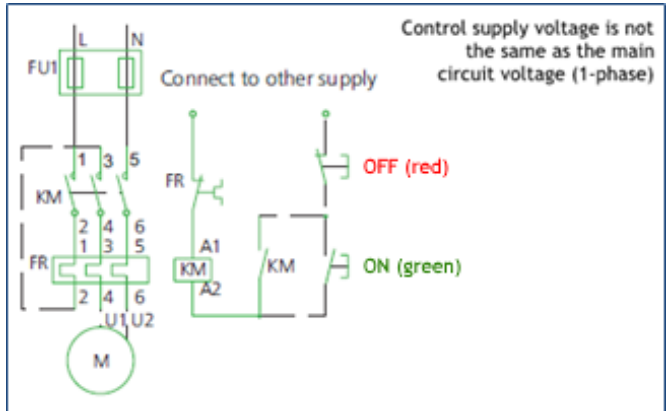 Control supply voltage is not
the same as the main
circuit voltage (1-phase)
L N
FU1
Connect to other supply
1 3 5
KM
2 4 6
1 3 5
FR
2 4 6
U1 U2
M
FR
A1
KM
A2
KM
OFF (red)
ON (green)